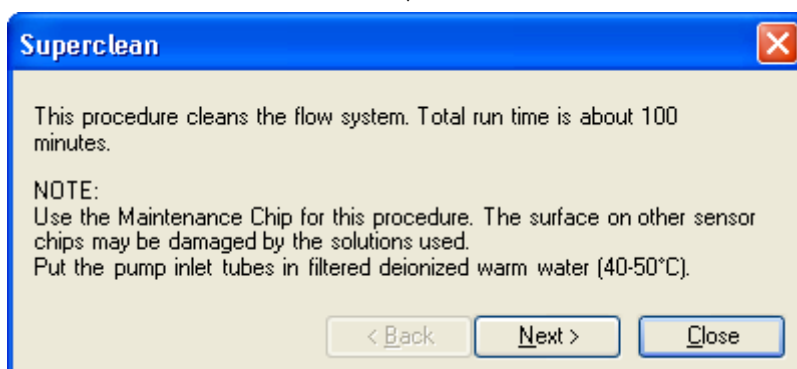 Superclean
This procedure cleans the flow system. Total run time is about 100
minutes.
NOTE:
Use the Maintenance Chip for this procedure. The surface on other sensor
chips may be damaged by the solutions used.
Put the pump inlet tubes in filtered deionized warm water (40-50°C).
< Back
Next >
Close